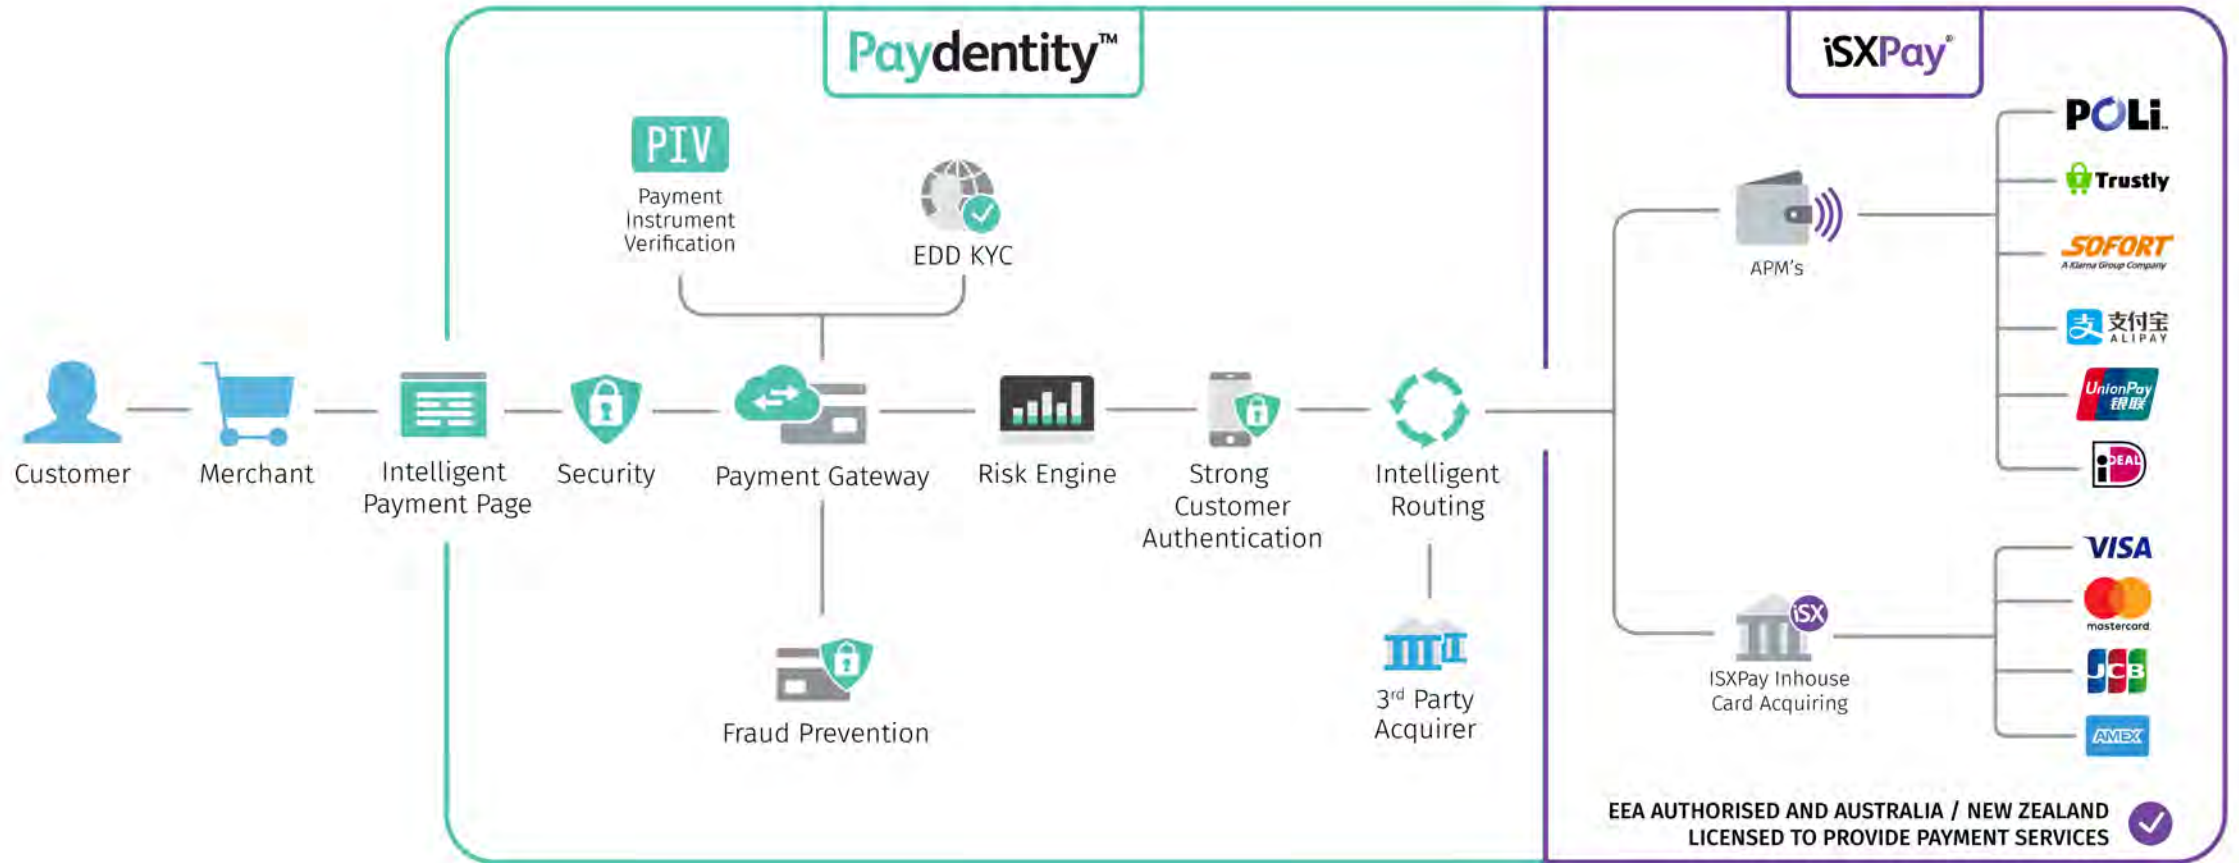 Paydentity™
iSXPay®
PIV
Payment
Instrument
Verification
EDD KYC
Customer
Merchant
Intelligent
Payment Page
Security
Payment Gateway
Risk Engine
Strong
Customer
Authentication
Intelligent
Routing
Fraud Prevention
3rd Party
Acquirer
APM's
POLi
Trustly
SOFORT
A Klarna Group Company
支 支付宝
ALIPAY
UnionPay
银联
iDEAL
iSX
ISXPay Inhouse
Card Acquiring
VISA
mastercard
JCB
AMEX
EEA AUTHORISED AND AUSTRALIA / NEW ZEALAND
LICENSED TO PROVIDE PAYMENT SERVICES